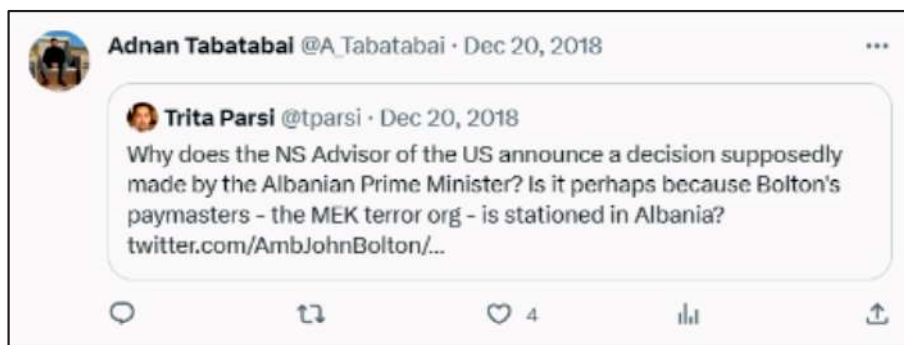 Adnan Tabatabai @A_Tabatabai · Dec 20, 2018
Trita Parsi @tparsi · Dec 20, 2018
Why does the NS Advisor of the US announce a decision supposedly
made by the Albanian Prime Minister? Is it perhaps because Bolton's
paymasters - the MEK terror org - is stationed in Albania?
twitter.com/AmbJohnBolton/...
4